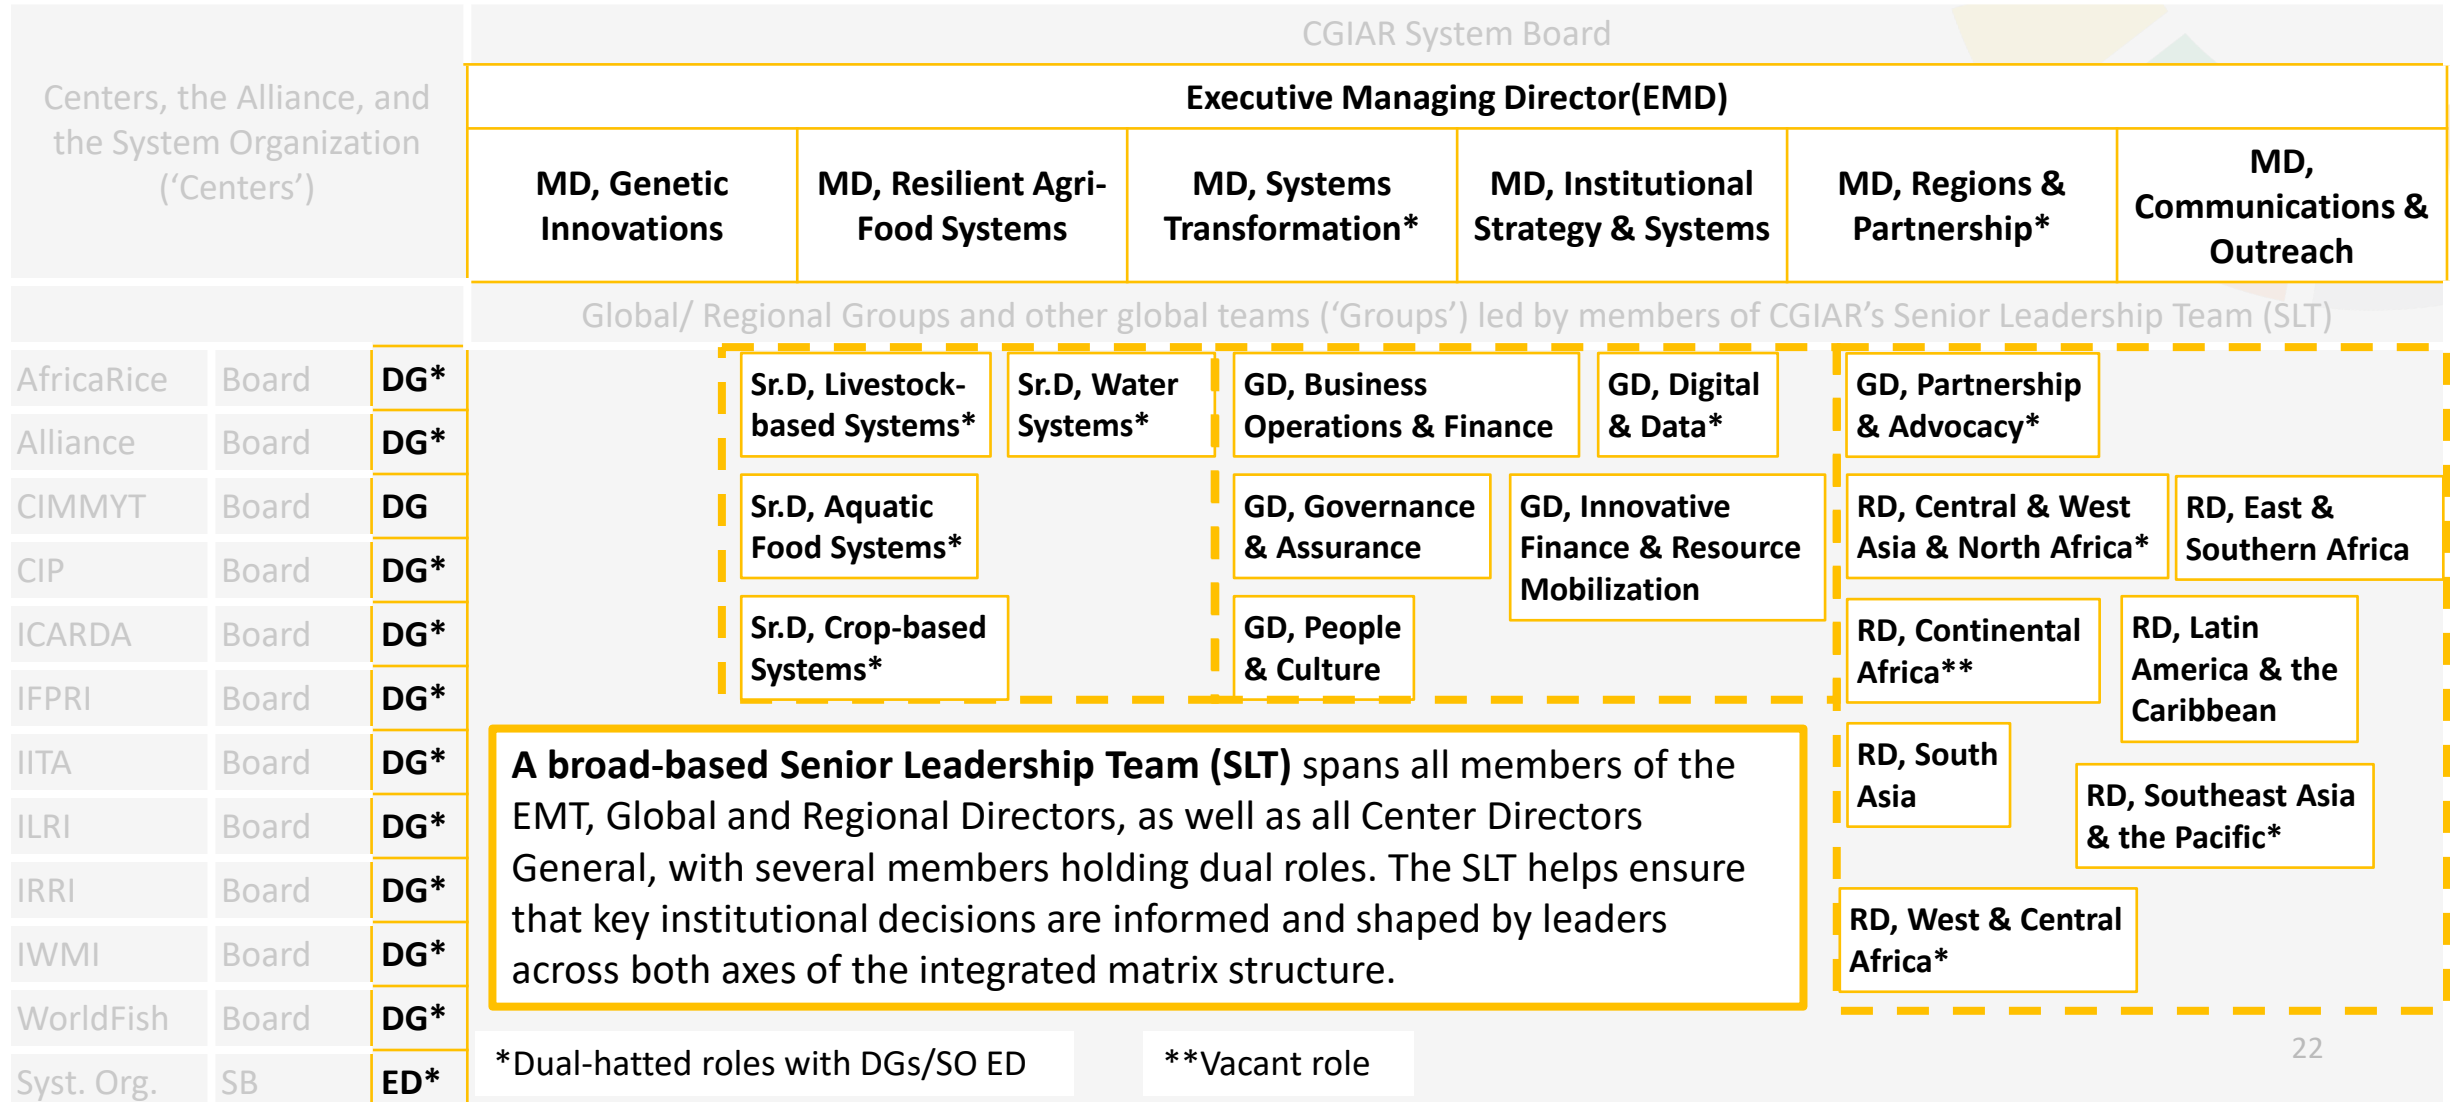 CGIAR System Board
Centers, the Alliance, and
the System Organization
(‘Centers’)
Executive Managing Director(EMD)
MD, Genetic
Innovations
MD, Resilient Agri-
Food Systems
MD, Systems
Transformation*
MD, Institutional
Strategy & Systems
MD, Regions &
Partnership*
MD,
Communications &
Outreach
Global/ Regional Groups and other global teams (‘Groups’) led by members of CGIAR’s Senior Leadership Team (SLT)
AfricaRice Board DG*
Alliance Board DG*
CIMMYT Board DG
CIP Board DG*
ICARDA Board DG*
IFPRI Board DG*
IITA Board DG*
ILRI Board DG*
IRRI Board DG*
IWMI Board DG*
WorldFish Board DG*
Syst. Org. SB ED*
Sr.D, Livestock-
based Systems*
Sr.D, Water
Systems*
Sr.D, Aquatic
Food Systems*
Sr.D, Crop-based
Systems*
GD, Business
Operations & Finance
GD, Digital
& Data*
GD, Governance
& Assurance
GD, Innovative
Finance & Resource
Mobilization
GD, People
& Culture
GD, Partnership
& Advocacy*
RD, Central & West
Asia & North Africa*
RD, East &
Southern Africa
RD, Continental
Africa**
RD, Latin
America & the
Caribbean
RD, South
Asia
RD, Southeast Asia
& the Pacific*
RD, West & Central
Africa*
A broad-based Senior Leadership Team (SLT) spans all members of the
EMT, Global and Regional Directors, as well as all Center Directors
General, with several members holding dual roles. The SLT helps ensure
that key institutional decisions are informed and shaped by leaders
across both axes of the integrated matrix structure.
*Dual-hatted roles with DGs/SO ED
**Vacant role
22